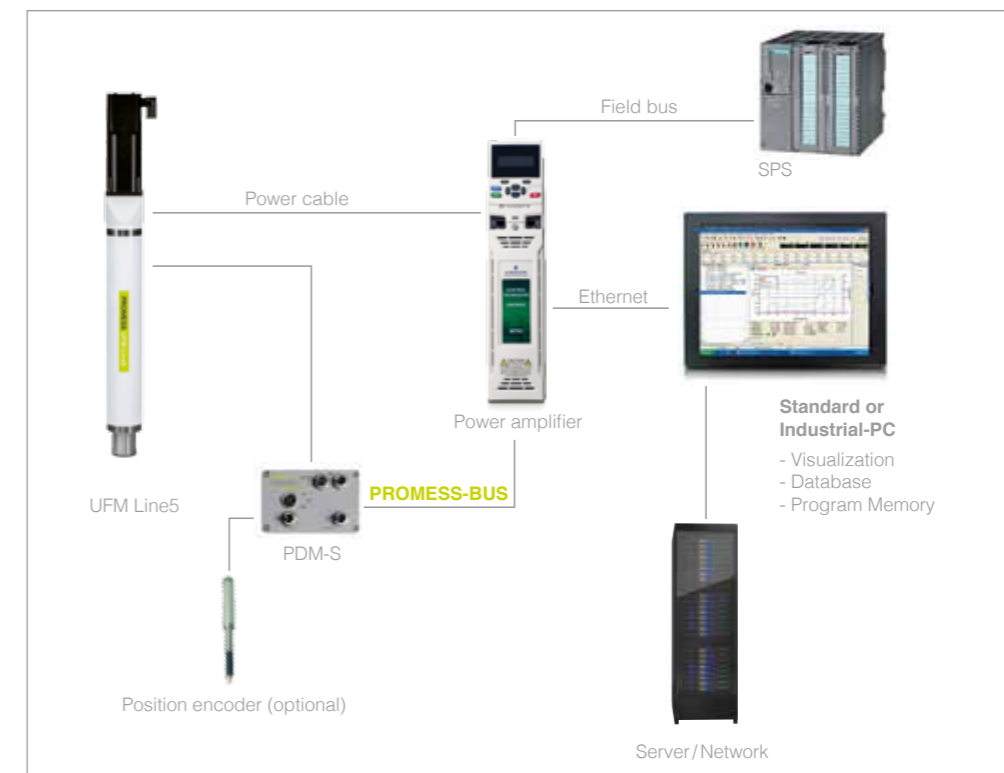 Field bus
SPS
Power cable
Ethernet
Power amplifier
Standard or
Industrial-PC
- Visualization
- Database
- Program Memory
UFM Line5
PROMESS-BUS
PDM-S
Position encoder (optional)
Server/Network
PROMESS